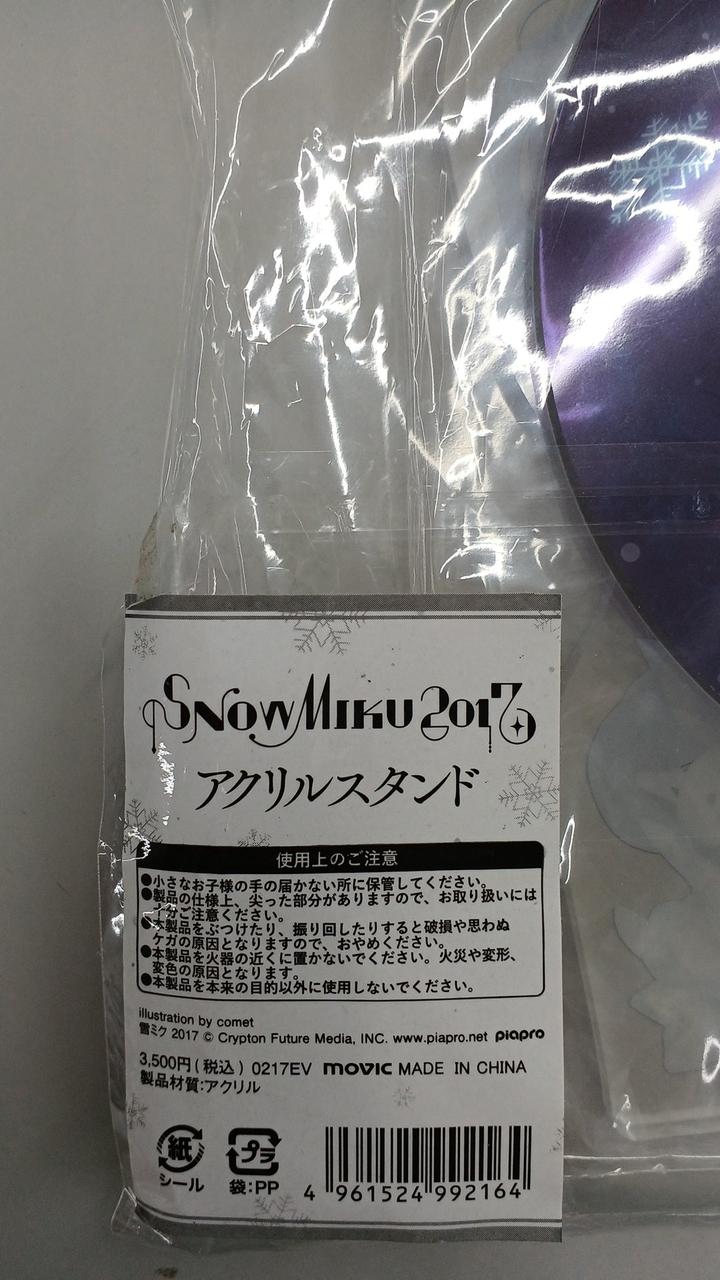 SNOW MIKU 2017
アクリルスタンド
使用上のご注意
●小さなお子様の手の届かない所に保管してください。
●製品の仕様上、尖った部分がありますので、お取り扱いには
十分ご注意ください。
●本製品をぶつけたり、振り回したりすると破損や思わぬ
ケガの原因となりますので、おやめください。
●本製品を火器の近くに置かないでください。火災や変形、
変色の原因となります。
●本製品を本来の目的以外に使用しないでください。
illustration by comet
雪ミク 2017 © Crypton Future Media, INC. www.piapro.net piapro
3,500円(税込) 0217EV movic MADE IN CHINA
製品材質:アクリル
紙 プラ
シール 袋:PP
4 961524 992164